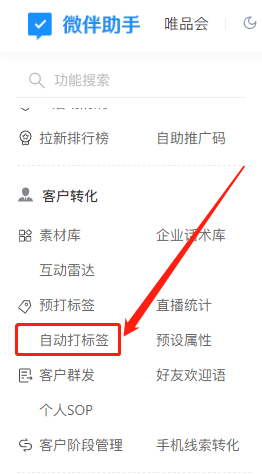 微伴助手 唯品会
功能搜索
拉新排行榜 自助推广码
客户转化
素材库 企业话术库
互动雷达
预打标签 直播统计
自动打标签 预设属性
客户群发 好友欢迎语
个人SOP
客户阶段管理 手机线索转化